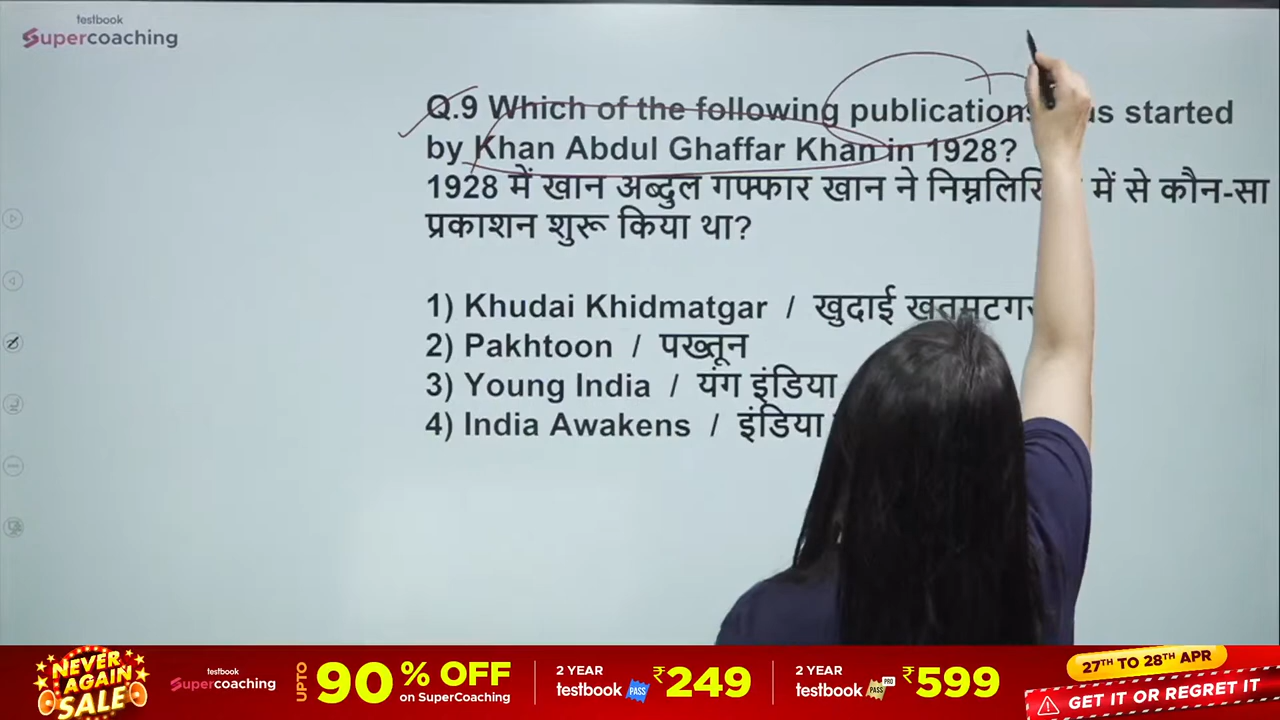 testbook
Supercoaching
Q.9 Which of the following publications started
by Khan Abdul Ghaffar Khan in 1928?
1928 में खान अब्दुल गफ्फार खान ने में से कौन-सा
प्रकाशन शुरू किया था?
1) Khudai Khidmatgar / खुदाई
2) Pakhtoon / पख्तून
3) Young India / यंग इंडिया
4) India Awakens / इंडिया
NEVER AGAIN SALE
testbook
Supercoaching
UPTO 90% OFF
on SuperCoaching
2 YEAR
testbook PASS ₹249
2 YEAR
testbook PASS PRO ₹599
27TH TO 28TH APR
GET IT OR REGRET IT